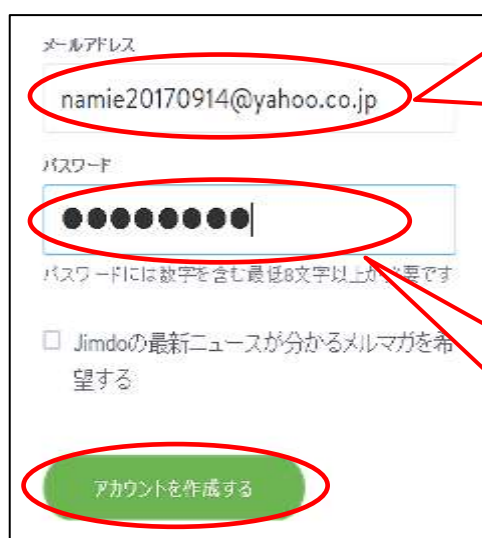 メールアドレス
namie20170914@yahoo.co.jp
パスワード
●●●●●●●●
パスワードには数字を含む最低8文字以上が必要です
Jimdoの最新ニュースが分かるメルマガを希
望する
アカウントを作成する